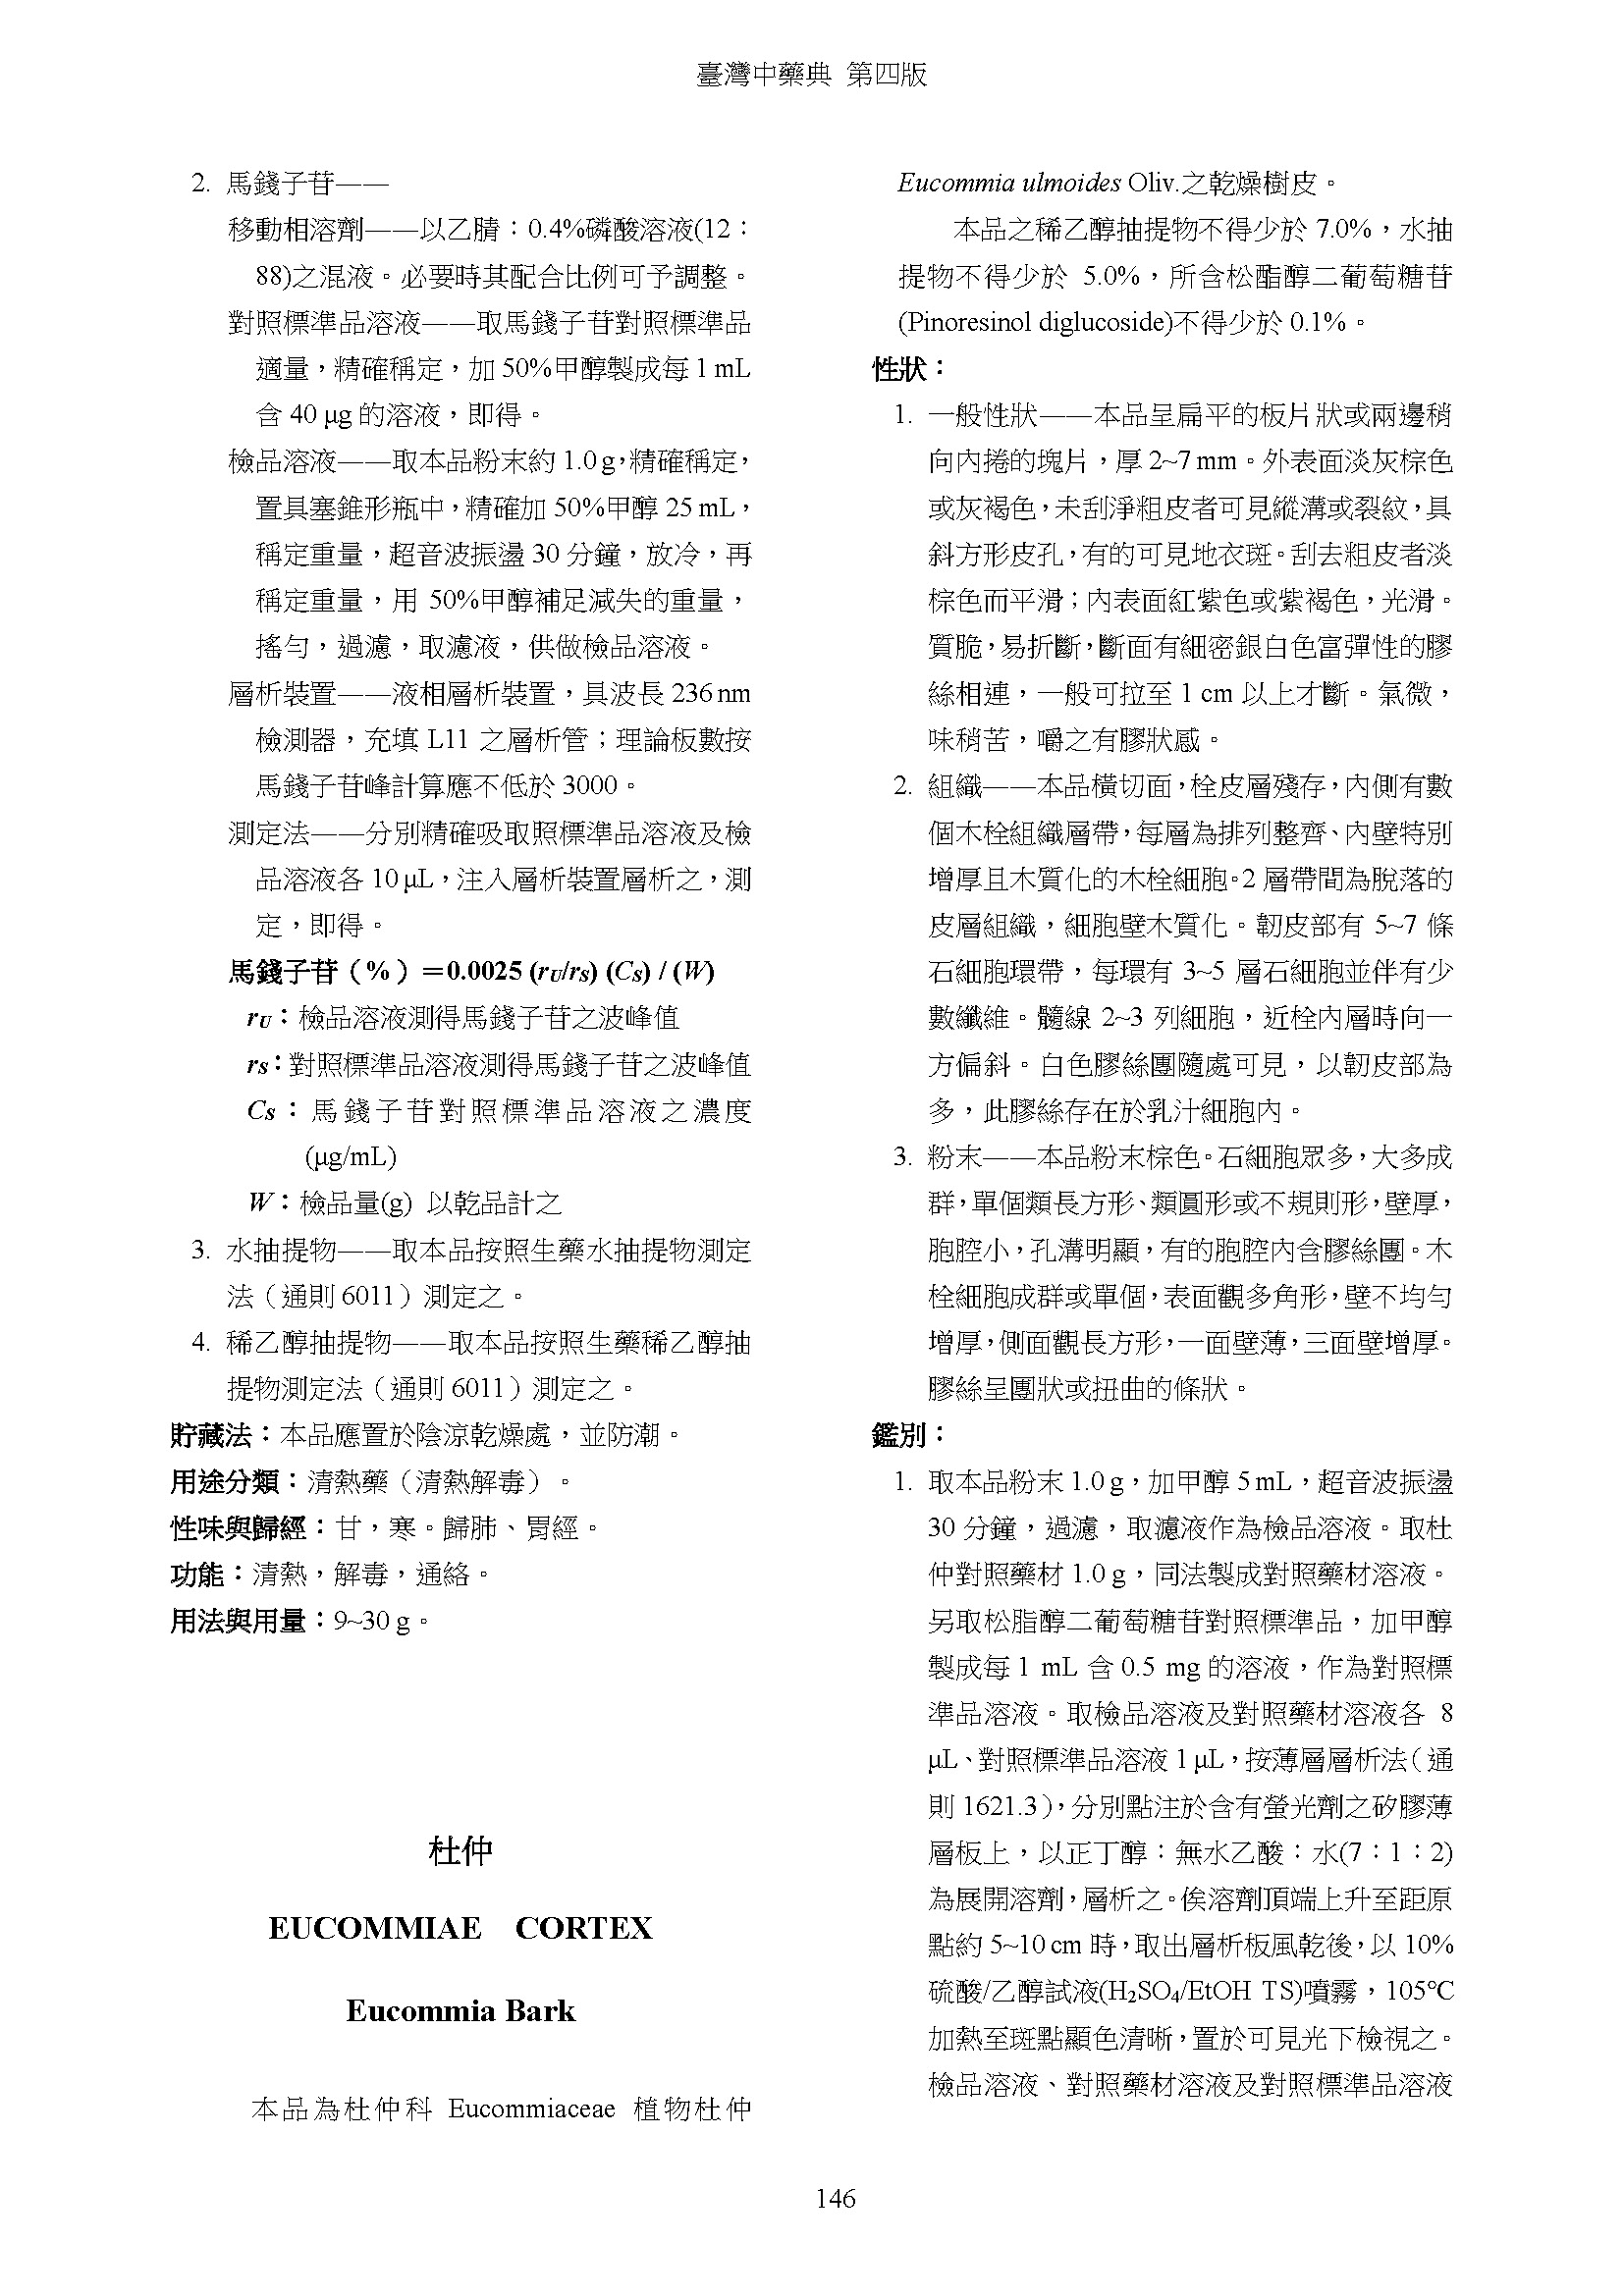 臺灣中藥典 第四版
2. 馬錢子苷——
移動相溶劑——以乙腈：0.4%磷酸溶液(12：
88)之混液。必要時其配合比例可予調整。
對照標準品溶液——取馬錢子苷對照標準品
適量，精確稱定，加 50%甲醇製成每 1 mL
含 40 μg 的溶液，即得。
檢品溶液——取本品粉末約 1.0 g，精確稱定，
置具塞錐形瓶中，精確加 50%甲醇 25 mL，
稱定重量，超音波振盪 30 分鐘，放冷，再
稱定重量，用 50%甲醇補足減失的重量，
搖勻，過濾，取濾液，供做檢品溶液。
層析裝置——液相層析裝置，具波長 236 nm
檢測器，充填 L11 之層析管；理論板數按
馬錢子苷峰計算應不低於 3000。
測定法——分別精確吸取照標準品溶液及檢
品溶液各 10 μL，注入層析裝置層析之，測
定，即得。
馬錢子苷（%）＝0.0025 (rU/rS) (CS) / (W)
rU：檢品溶液測得馬錢子苷之波峰值
rS：對照標準品溶液測得馬錢子苷之波峰值
CS：馬錢子苷對照標準品溶液之濃度
(μg/mL)
W：檢品量(g) 以乾品計之
3. 水抽提物——取本品按照生藥水抽提物測定
法（通則 6011）測定之。
4. 稀乙醇抽提物——取本品按照生藥稀乙醇抽
提物測定法（通則 6011）測定之。
貯藏法：本品應置於陰涼乾燥處，並防潮。
用途分類：清熱藥（清熱解毒）。
性味與歸經：甘，寒。歸肺、胃經。
功能：清熱，解毒，通絡。
用法與用量：9~30 g。
杜仲
EUCOMMIAE CORTEX
Eucommia Bark
本品為杜仲科 Eucommiaceae 植物杜仲
Eucommia ulmoides Oliv.之乾燥樹皮。
本品之稀乙醇抽提物不得少於 7.0%，水抽
提物不得少於 5.0%，所含松酯醇二葡萄糖苷
(Pinoresinol diglucoside)不得少於 0.1%。
性狀：
1. 一般性狀——本品呈扁平的板片狀或兩邊稍
向內捲的塊片，厚 2~7 mm。外表面淡灰棕色
或灰褐色，未刮淨粗皮者可見縱溝或裂紋，具
斜方形皮孔，有的可見地衣斑。刮去粗皮者淡
棕色而平滑；內表面紅紫色或紫褐色，光滑。
質脆，易折斷，斷面有細密銀白色富彈性的膠
絲相連，一般可拉至 1 cm 以上才斷。氣微，
味稍苦，嚼之有膠狀感。
2. 組織——本品橫切面，栓皮層殘存，內側有數
個木栓組織層帶，每層為排列整齊、內壁特別
增厚且木質化的木栓細胞。2 層帶間為脫落的
皮層組織，細胞壁木質化。韌皮部有 5~7 條
石細胞環帶，每環有 3~5 層石細胞並伴有少
數纖維。髓線 2~3 列細胞，近栓內層時向一
方偏斜。白色膠絲團隨處可見，以韌皮部為
多，此膠絲存在於乳汁細胞內。
3. 粉末——本品粉末棕色。石細胞眾多，大多成
群，單個類長方形、類圓形或不規則形，壁厚，
胞腔小，孔溝明顯，有的胞腔內含膠絲團。木
栓細胞成群或單個，表面觀多角形，壁不均勻
增厚，側面觀長方形，一面壁薄，三面壁增厚。
膠絲呈團狀或扭曲的條狀。
鑑別：
1. 取本品粉末 1.0 g，加甲醇 5 mL，超音波振盪
30 分鐘，過濾，取濾液作為檢品溶液。取杜
仲對照藥材 1.0 g，同法製成對照藥材溶液。
另取松脂醇二葡萄糖苷對照標準品，加甲醇
製成每 1 mL 含 0.5 mg 的溶液，作為對照標
準品溶液。取檢品溶液及對照藥材溶液各 8
μL、對照標準品溶液 1 μL，按薄層層析法（通
則 1621.3），分別點注於含有螢光劑之矽膠薄
層板上，以正丁醇：無水乙酸：水(7：1：2)
為展開溶劑，層析之。俟溶劑頂端上升至距原
點約 5~10 cm 時，取出層析板風乾後，以 10%
硫酸/乙醇試液(H₂SO₄/EtOH TS)噴霧，105℃
加熱至斑點顯色清晰，置於可見光下檢視之。
檢品溶液、對照藥材溶液及對照標準品溶液
146